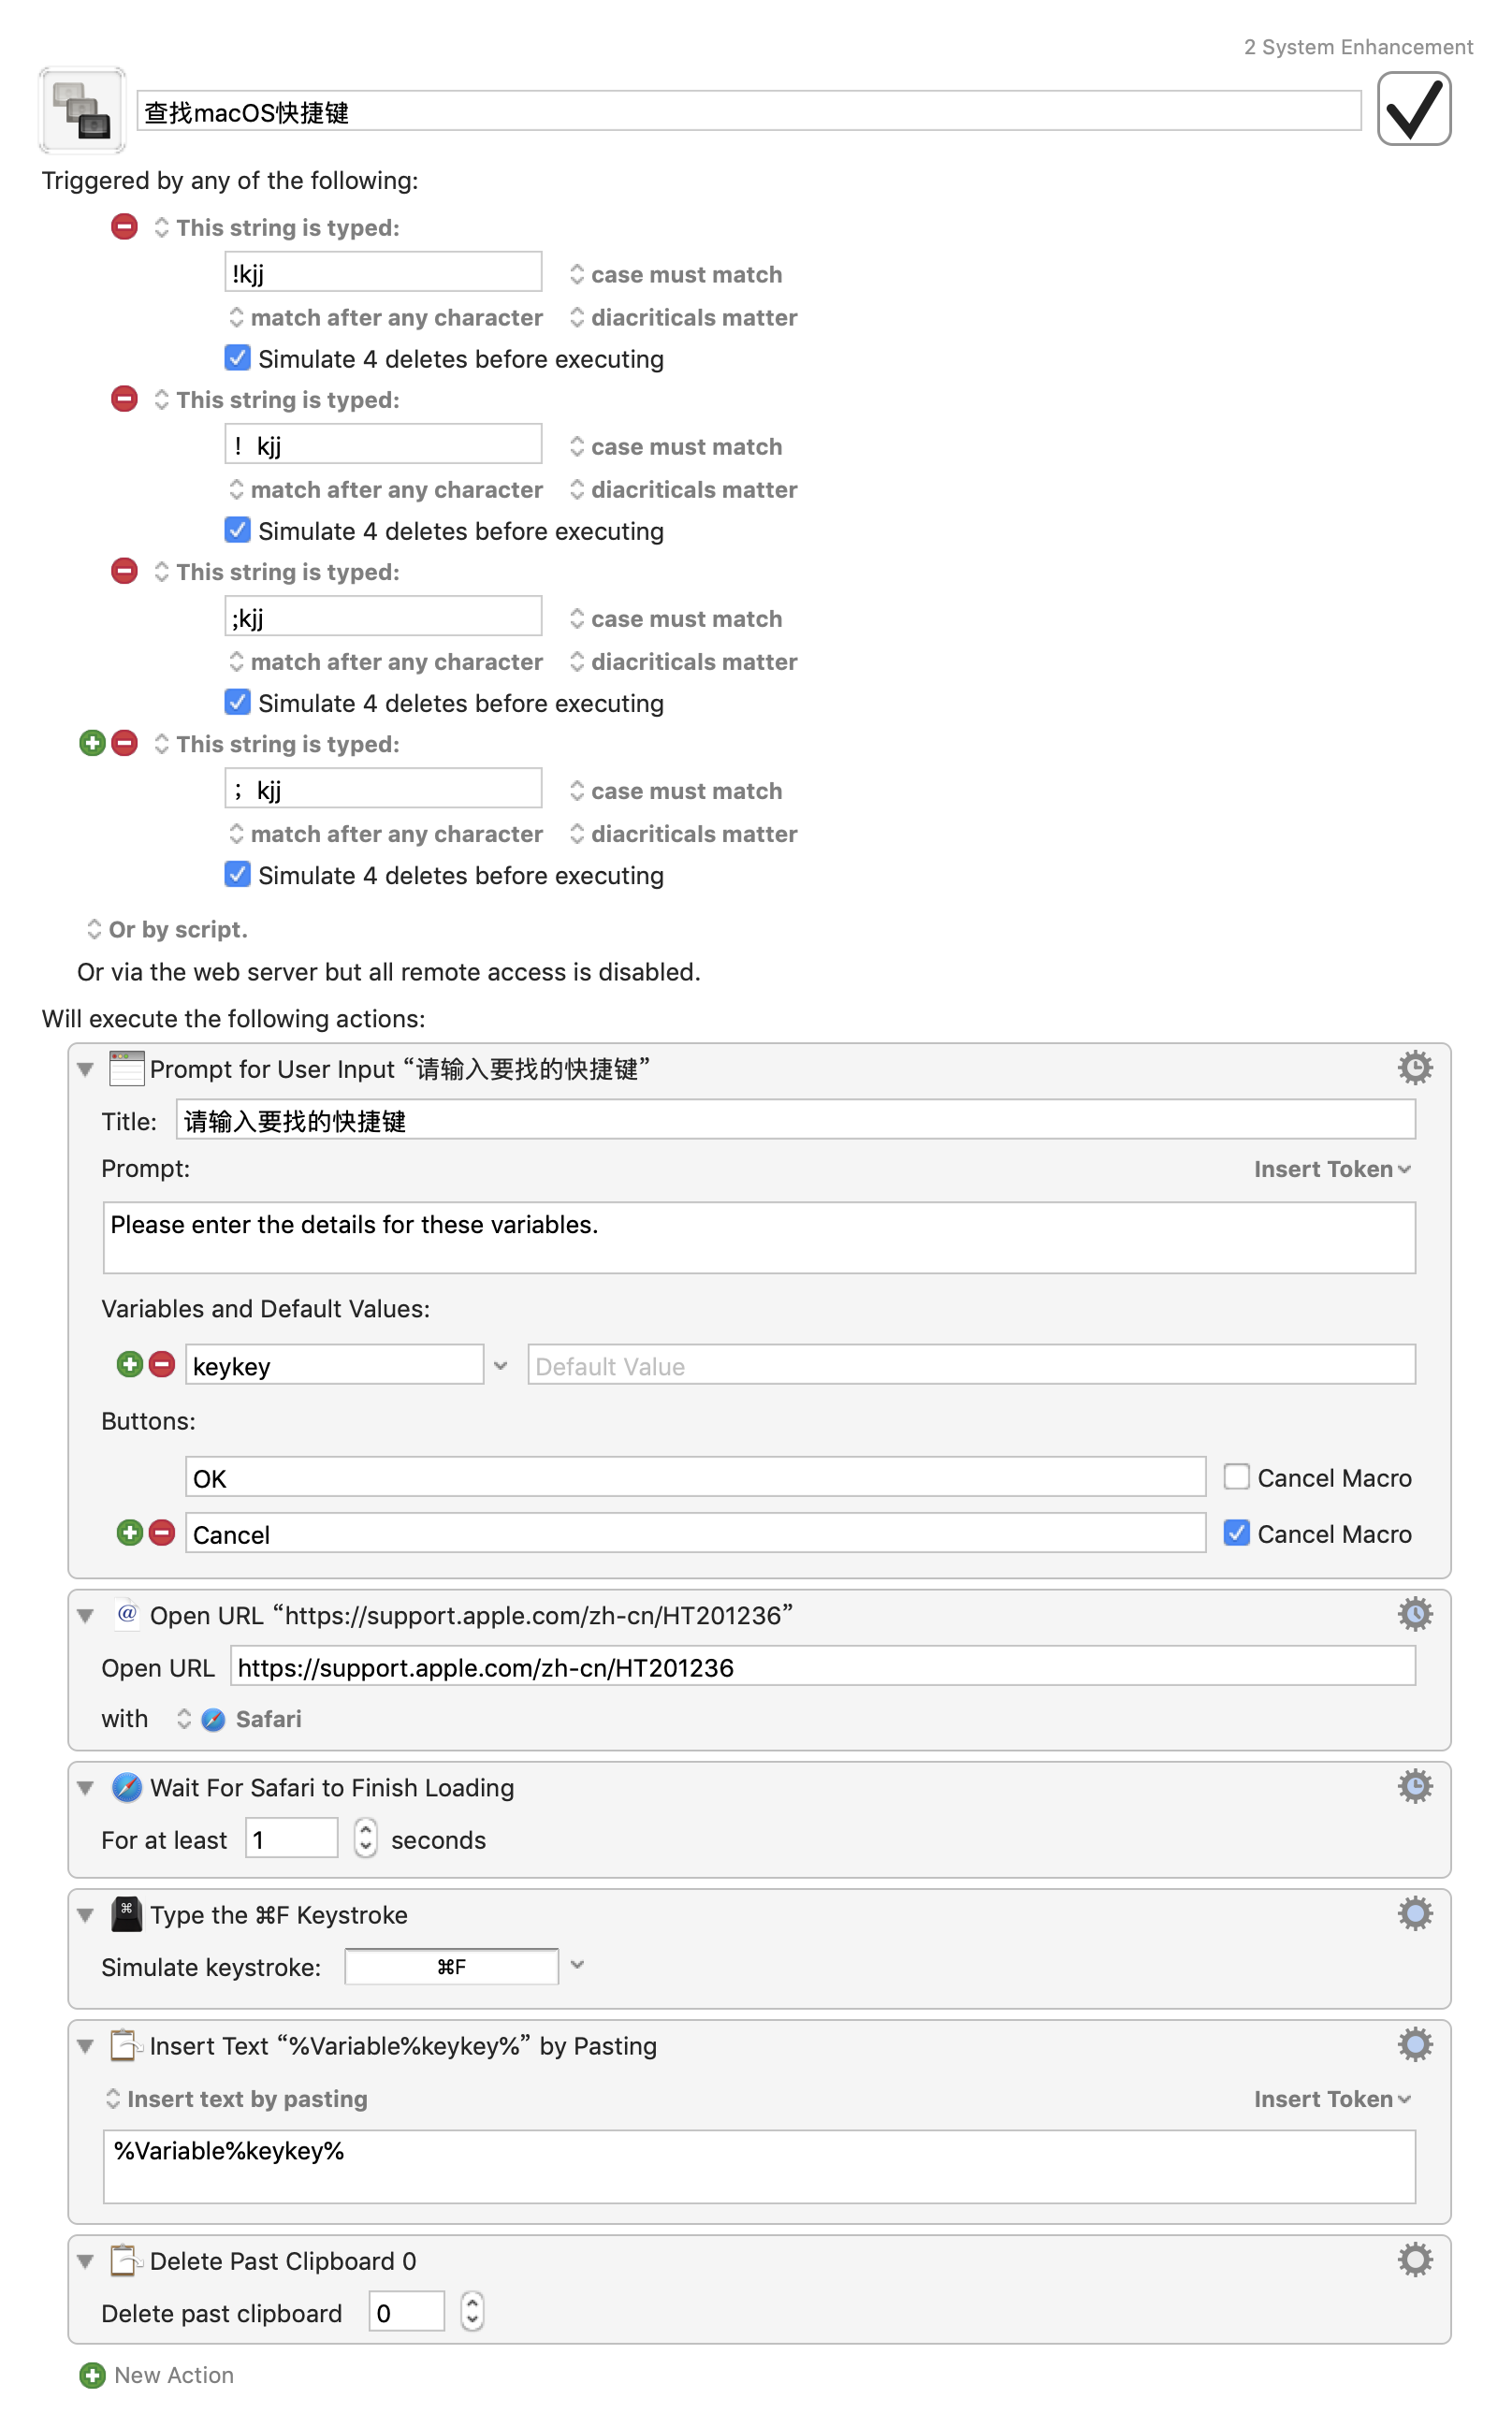 2 System Enhancement
查找macOS快捷键
Triggered by any of the following:
This string is typed:
!kjj
case must match
match after any character
diacriticals matter
Simulate 4 deletes before executing
This string is typed:
！kjj
case must match
match after any character
diacriticals matter
Simulate 4 deletes before executing
This string is typed:
;kjj
case must match
match after any character
diacriticals matter
Simulate 4 deletes before executing
This string is typed:
；kjj
case must match
match after any character
diacriticals matter
Simulate 4 deletes before executing
Or by script.
Or via the web server but all remote access is disabled.
Will execute the following actions:
Prompt for User Input “请输入要找的快捷键”
Title: 请输入要找的快捷键
Prompt: Insert Token
Please enter the details for these variables.
Variables and Default Values:
keykey Default Value
Buttons:
OK Cancel Macro
Cancel Cancel Macro
Open URL “https://support.apple.com/zh-cn/HT201236”
Open URL https://support.apple.com/zh-cn/HT201236
with Safari
Wait For Safari to Finish Loading
For at least 1 seconds
Type the ⌘F Keystroke
Simulate keystroke: ⌘F
Insert Text “%Variable%keykey%” by Pasting
Insert text by pasting Insert Token
%Variable%keykey%
Delete Past Clipboard 0
Delete past clipboard 0
New Action